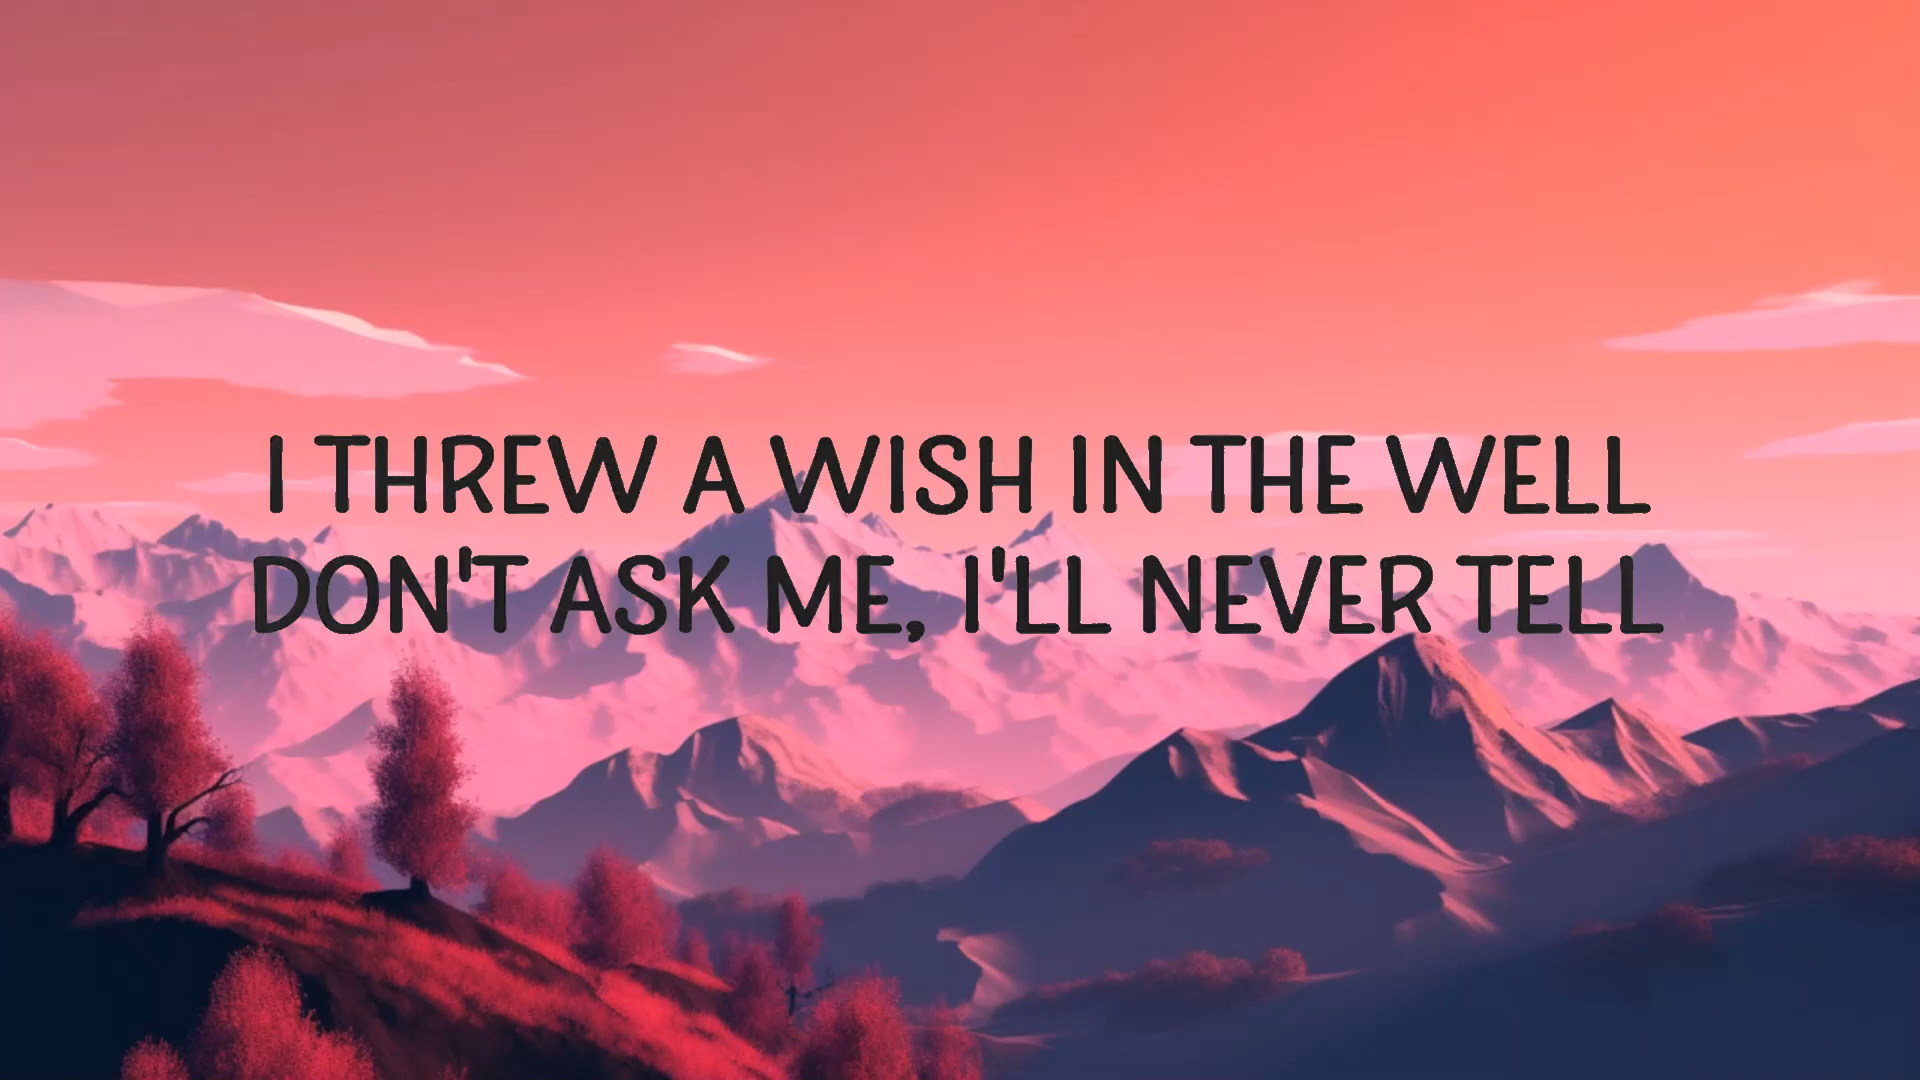 I THREW A WISH IN THE WELL
DON'T ASK ME, I'LL NEVER TELL